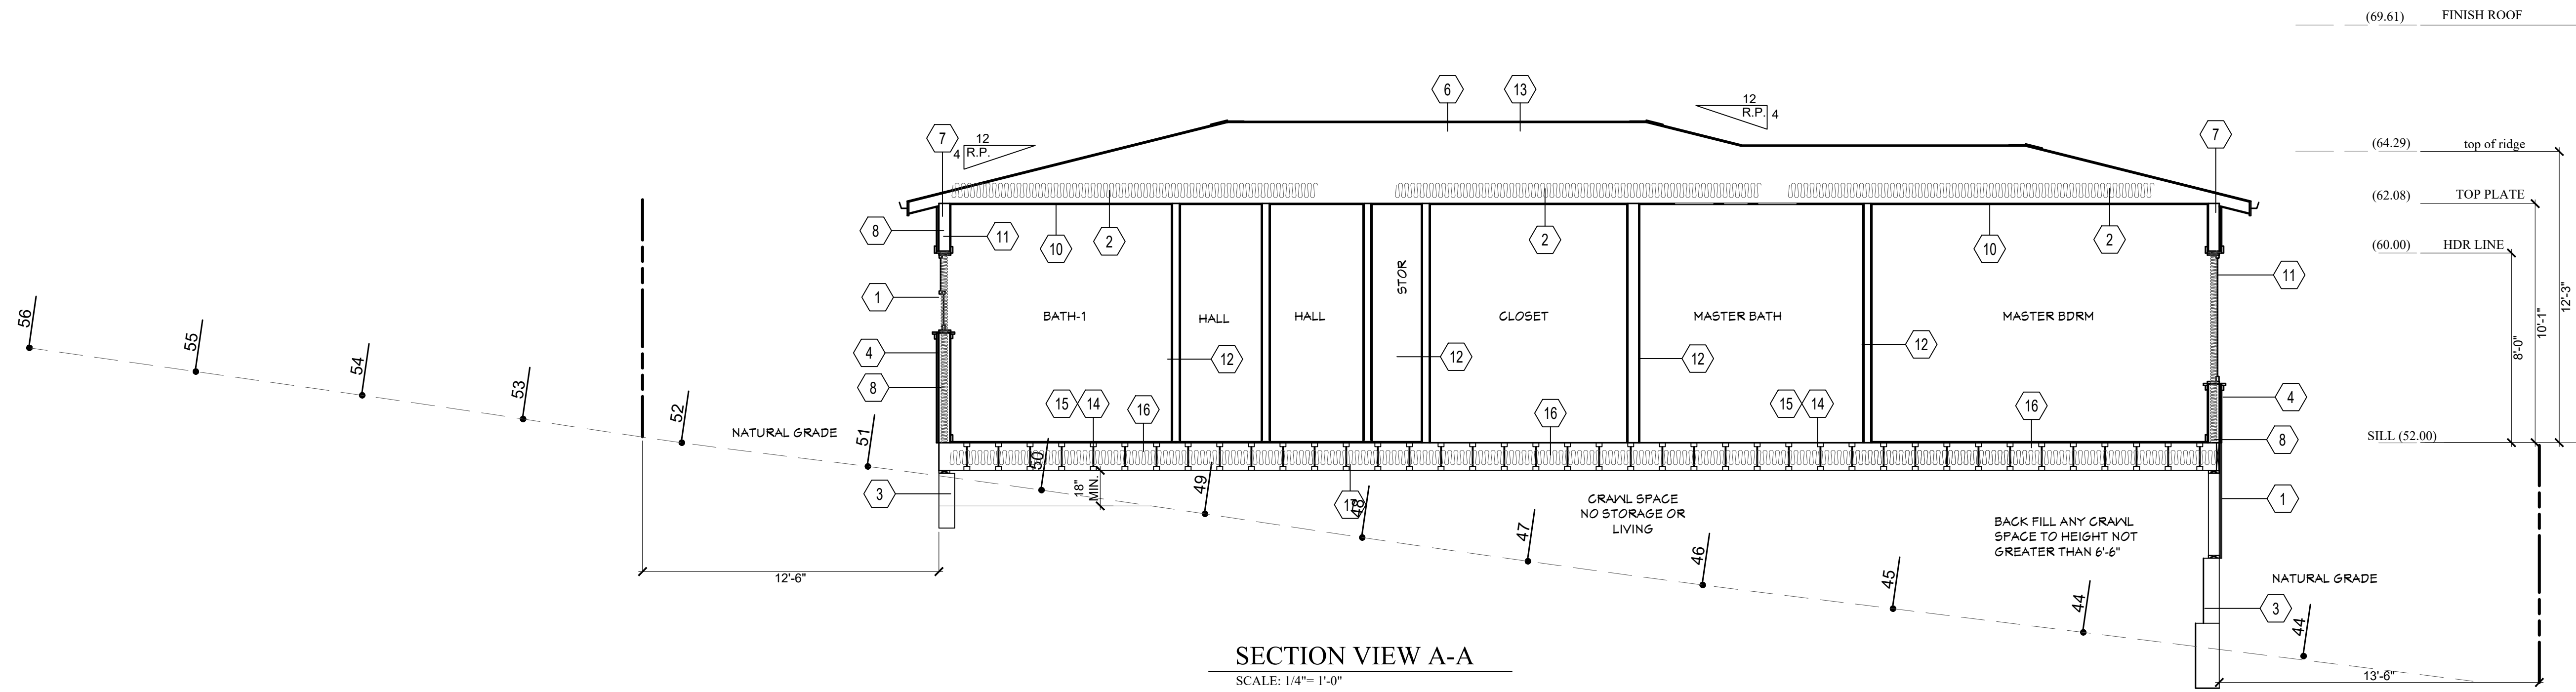 (69.61) FINISH ROOF
6
13
12
R.P. 4
7
12
4 R.P.
7
(64.29) top of ridge
(62.08) TOP PLATE
8
11
10
2
2
10
2
(60.00) HDR LINE
STOR
11
12'-3"
10'-1"
8'-0"
1
BATH-1
HALL
HALL
CLOSET
MASTER BATH
MASTER BDRM
56
55
54
53
52
51
4
12
12
12
12
8
15
14
16
16
15
14
16
4
NATURAL GRADE
SILL (52.00)
8
50
49
48
47
46
45
44
44
3
18"
MIN.
17
CRAWL SPACE
NO STORAGE OR
LIVING
1
BACK FILL ANY CRAWL
SPACE TO HEIGHT NOT
GREATER THAN 6'-6"
12'-6"
NATURAL GRADE
3
13'-6"
SECTION VIEW A-A
SCALE: 1/4"= 1'-0"